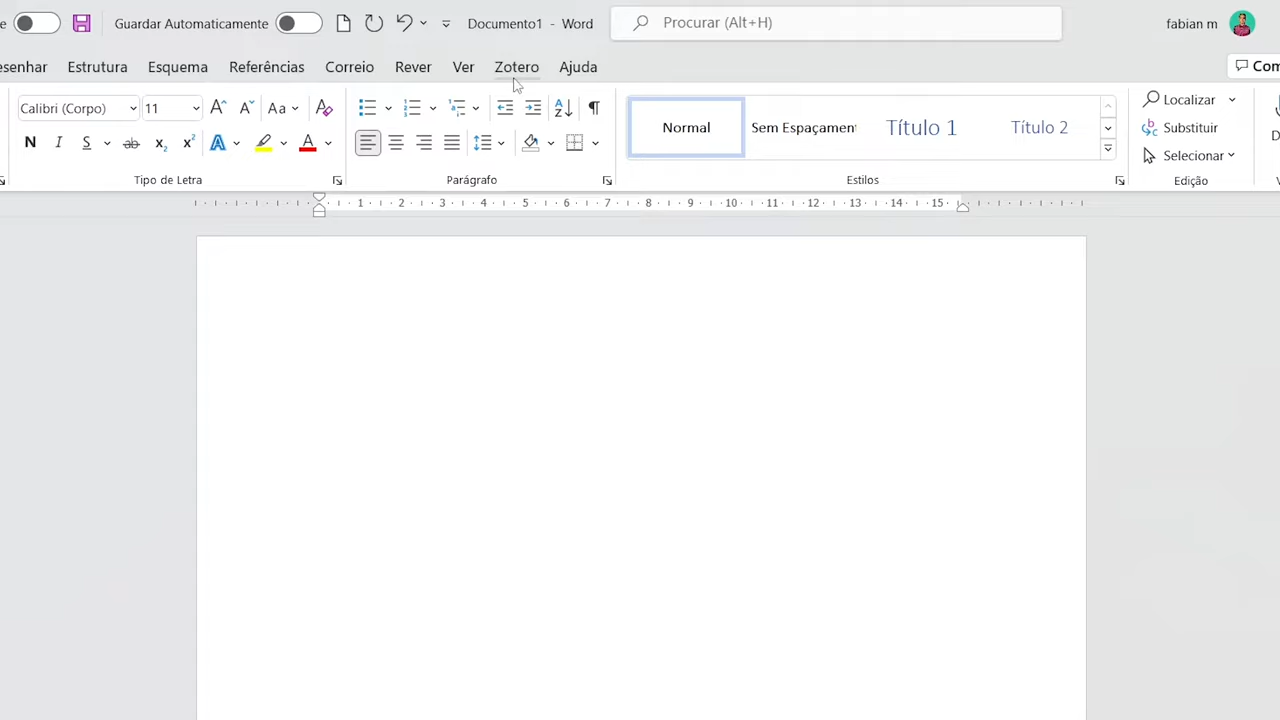 e Guardar Automaticamente Documento1 - Word Procurar (Alt+H) fabian m
esenhar Estrutura Esquema Referências Correio Rever Ver Zotero Ajuda Com
Calibri (Corpo) 11 Aa Normal Sem Espaçament Título 1 Título 2 Localizar
Substituir
N I S ab x₂ x² A A Selecionar
Tipo de Letra Parágrafo Estilos Edição
1 2 3 4 5 6 7 8 9 10 11 12 13 14 15